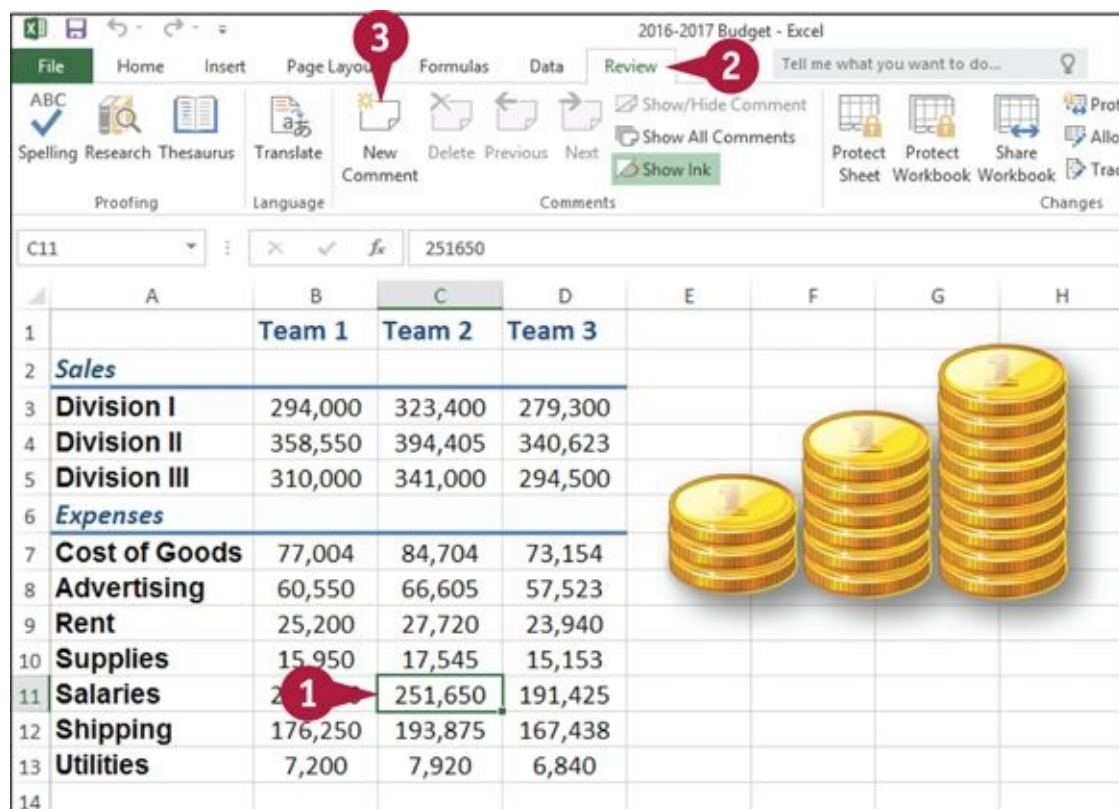 2016-2017 Budget - Excel
File Home Insert Page Layou Formulas Data Review Tell me what you want to do...
3
2
ABC
Spelling Research Thesaurus
Proofing
Translate
Language
New Comment
Delete Previous Next
Show/Hide Comment
Show All Comments
Show Ink
Comments
Protect Sheet
Protect Workbook
Share Workbook
Prot
Allo
Trac
Changes
C11 fx 251650
A B C D E F G H
1 Team 1 Team 2 Team 3
2 Sales
3 Division I 294,000 323,400 279,300
4 Division II 358,550 394,405 340,623
5 Division III 310,000 341,000 294,500
6 Expenses
7 Cost of Goods 77,004 84,704 73,154
8 Advertising 60,550 66,605 57,523
9 Rent 25,200 27,720 23,940
10 Supplies 15,950 17,545 15,153
11 Salaries 1 251,650 191,425
12 Shipping 176,250 193,875 167,438
13 Utilities 7,200 7,920 6,840
14
1
1
1